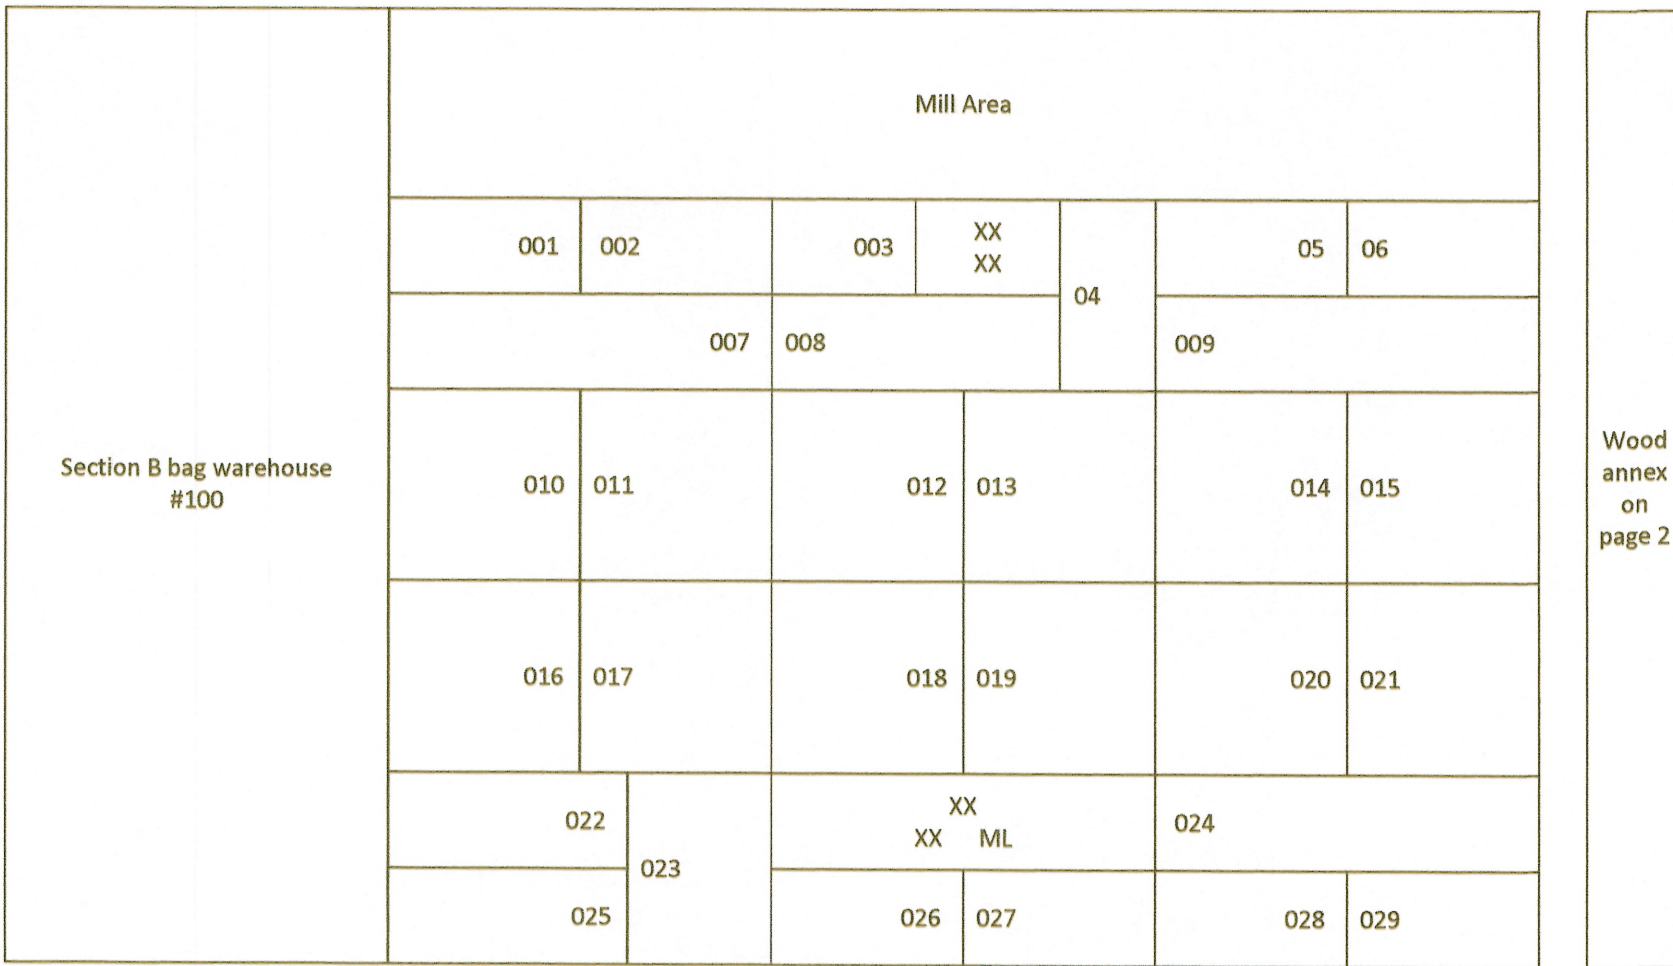 Mill Area
001 002 003 XX 05 06
XX
04
007 008 009
Section B bag warehouse
#100
010 011 012 013 014 015
Wood
annex
on
page 2
016 017 018 019 020 021
022 XX 024
XX ML
023
025 026 027 028 029